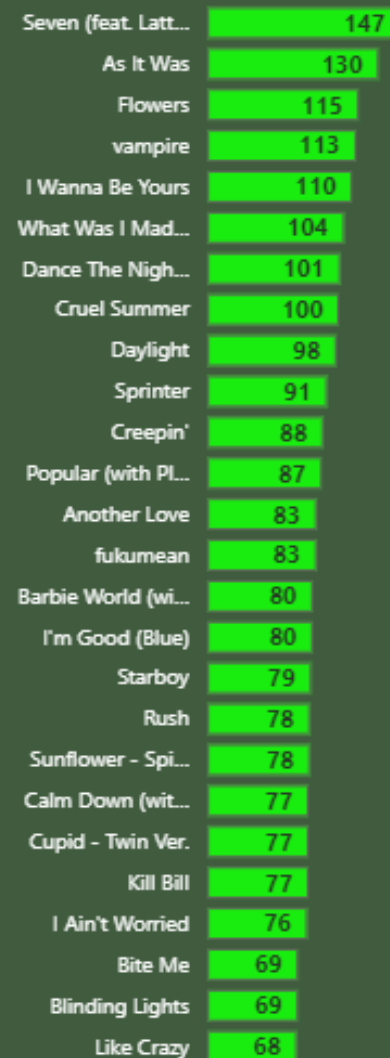 Seven (feat. Latt... 147
As It Was 130
Flowers 115
vampire 113
I Wanna Be Yours 110
What Was I Mad... 104
Dance The Nigh... 101
Cruel Summer 100
Daylight 98
Sprinter 91
Creepin' 88
Popular (with Pl... 87
Another Love 83
fukumean 83
Barbie World (wi... 80
I'm Good (Blue) 80
Starboy 79
Rush 78
Sunflower - Spi... 78
Calm Down (wit... 77
Cupid - Twin Ver. 77
Kill Bill 77
I Ain't Worried 76
Bite Me 69
Blinding Lights 69
Like Crazy 68